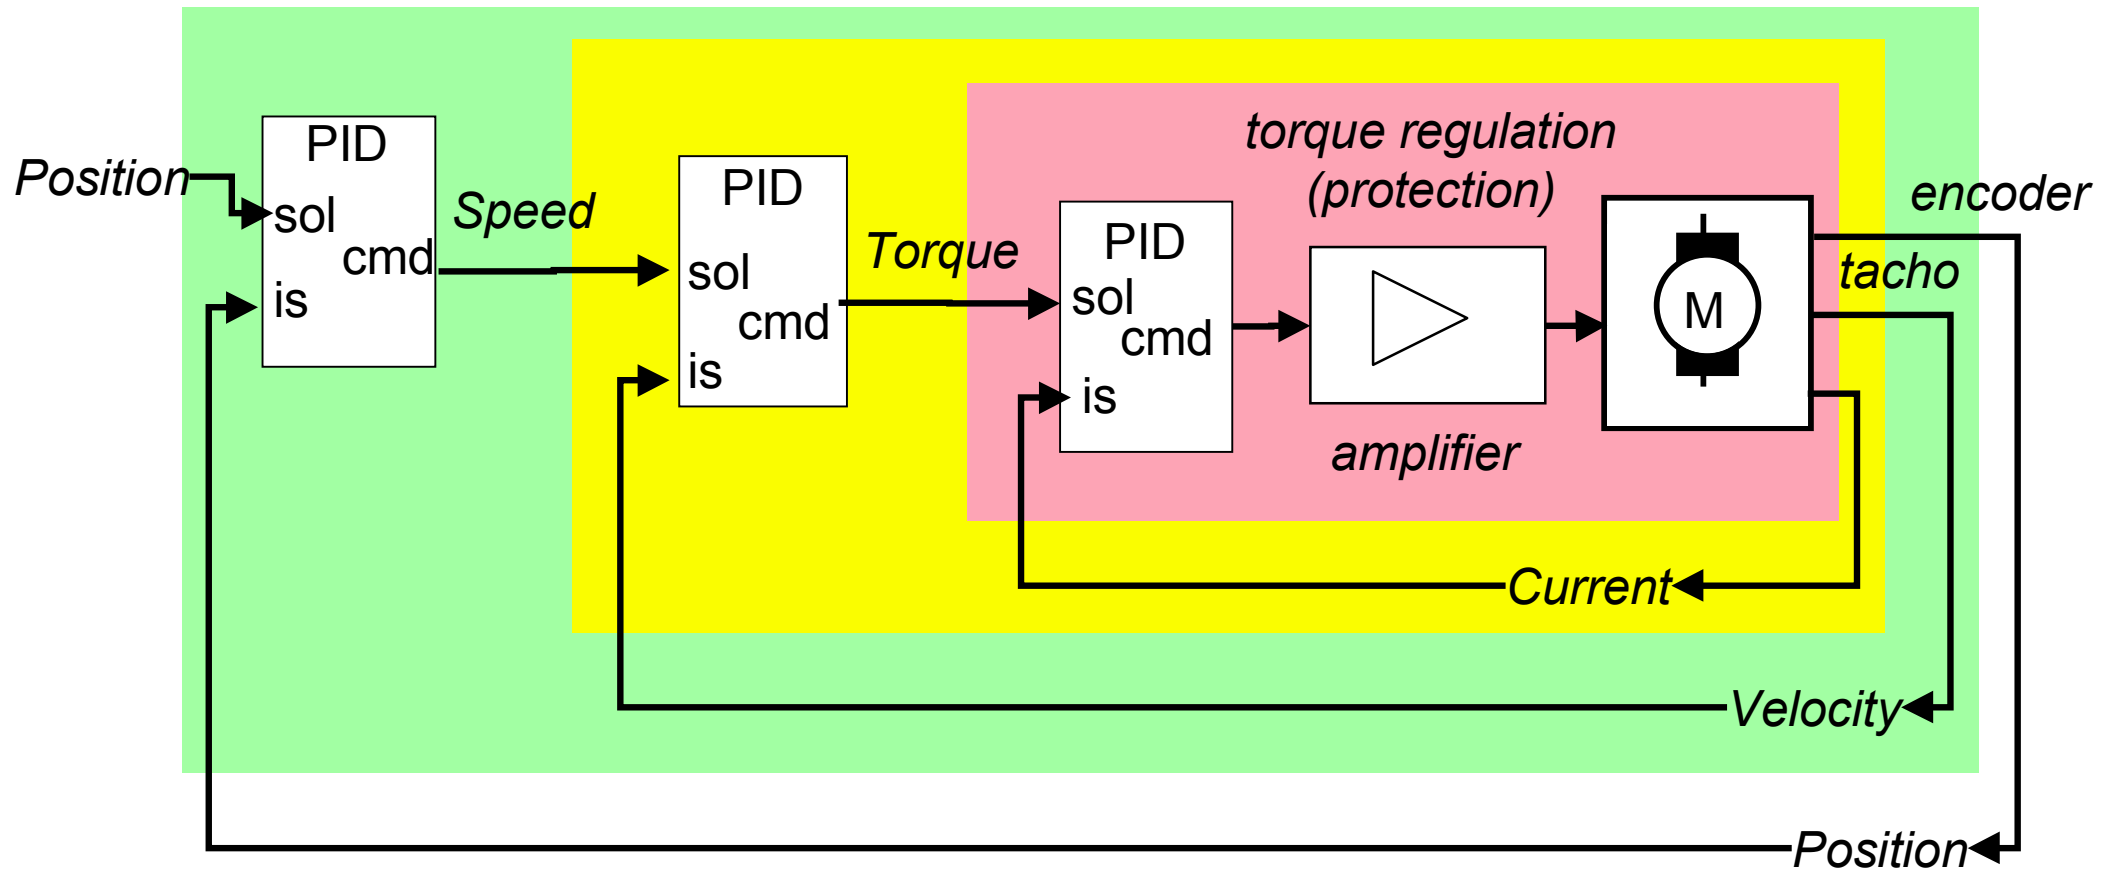 Position
PID
sol
cmd
is
Speed
PID
sol
cmd
is
Torque
torque regulation
(protection)
PID
sol
cmd
is
amplifier
M
encoder
tacho
Current
Velocity
Position